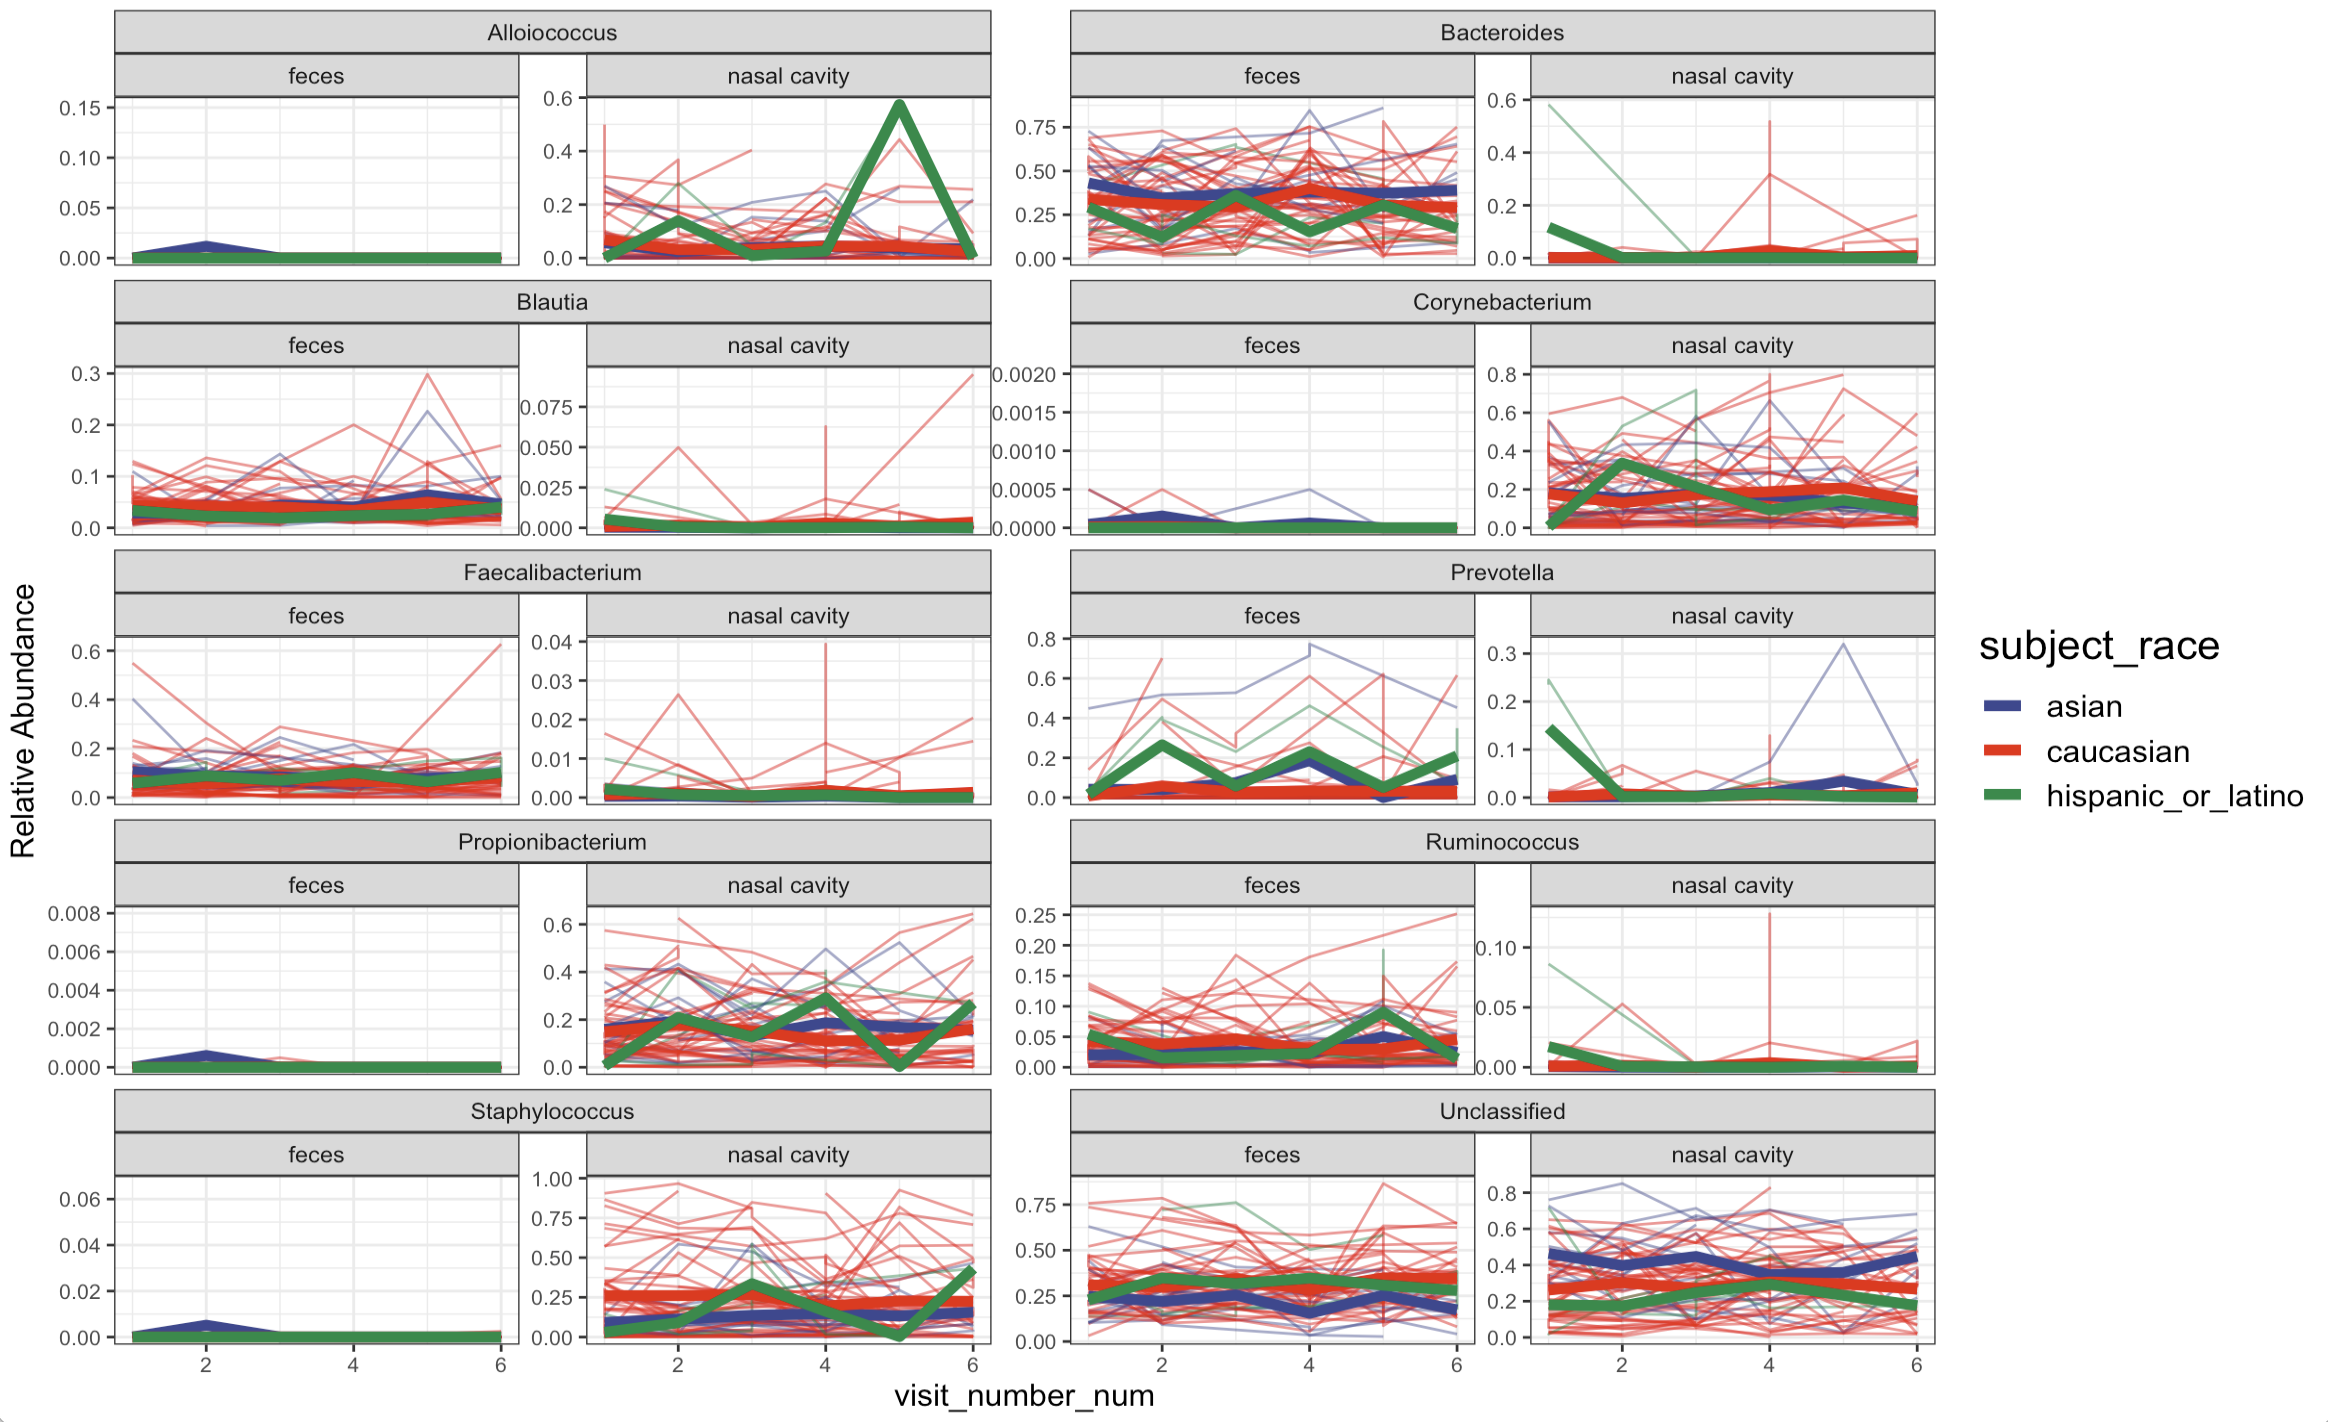 Alloiococcus
Bacteroides
feces
nasal cavity
feces
nasal cavity
0.15
0.10
0.05
0.00
0.6
0.4
0.2
0.0
0.75
0.50
0.25
0.00
0.6
0.4
0.2
0.0
Blautia
Corynebacterium
feces
nasal cavity
feces
nasal cavity
0.3
0.2
0.1
0.0
0.075
0.050
0.025
0.000
0.0020
0.0015
0.0010
0.0005
0.0000
0.8
0.6
0.4
0.2
0.0
Faecalibacterium
Prevotella
feces
nasal cavity
feces
nasal cavity
0.6
0.4
0.2
0.0
0.04
0.03
0.02
0.01
0.00
0.8
0.6
0.4
0.2
0.0
0.3
0.2
0.1
0.0
Propionibacterium
Ruminococcus
feces
nasal cavity
feces
nasal cavity
0.008
0.006
0.004
0.002
0.000
0.6
0.4
0.2
0.0
0.25
0.20
0.15
0.10
0.05
0.00
0.10
0.05
0.00
Staphylococcus
Unclassified
feces
nasal cavity
feces
nasal cavity
0.06
0.04
0.02
0.00
1.00
0.75
0.50
0.25
0.00
0.75
0.50
0.25
0.00
0.8
0.6
0.4
0.2
0.0
2 4 6
2 4 6
2 4 6
2 4 6
visit_number_num
Relative Abundance
subject_race
asian
caucasian
hispanic_or_latino